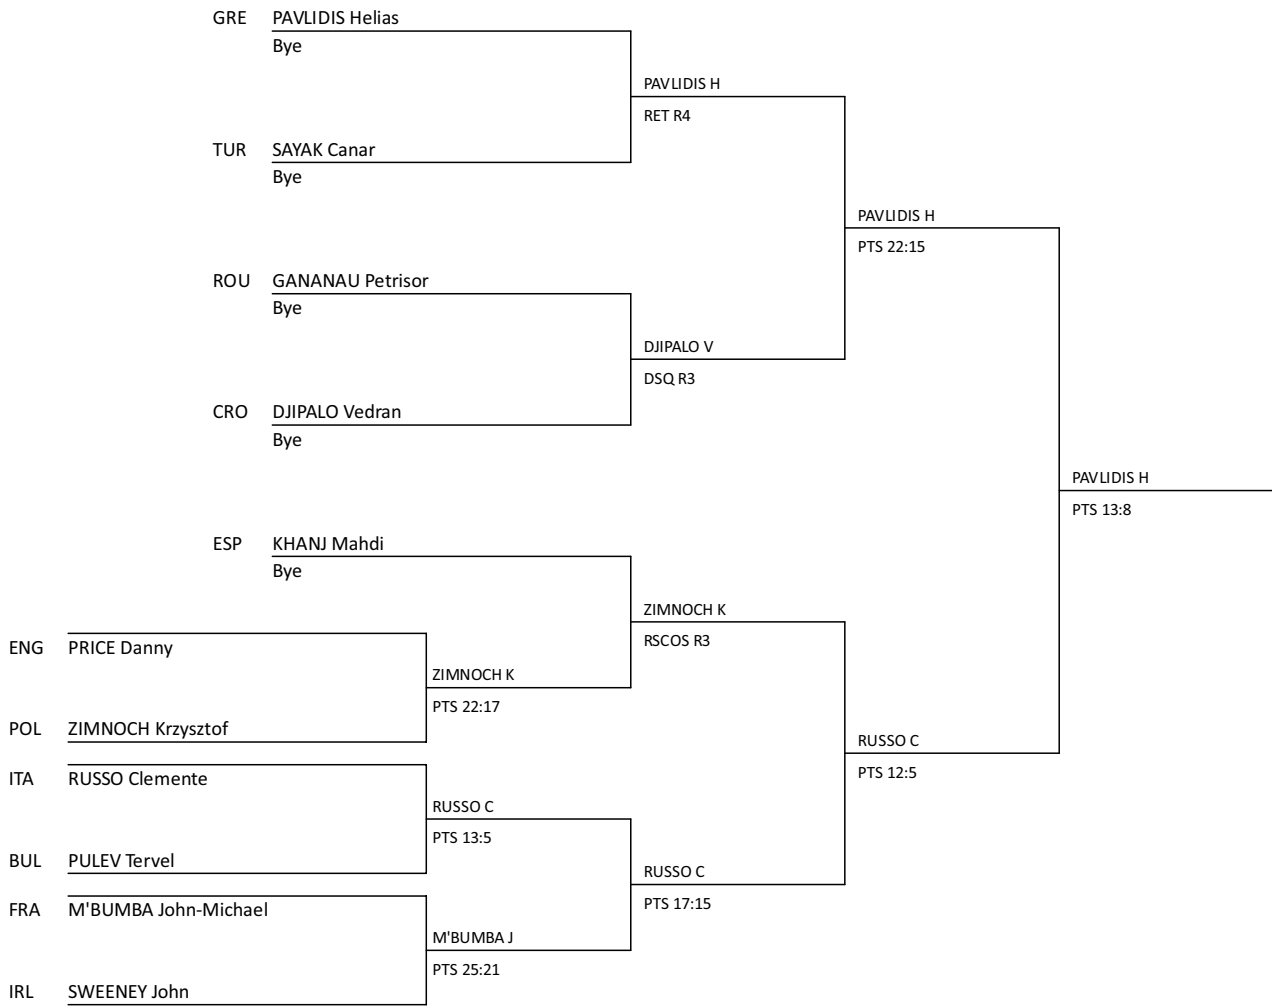 GRE PAVLIDIS Helias
Bye
PAVLIDIS H
RET R4
TUR SAYAK Canar
Bye
PAVLIDIS H
PTS 22:15
ROU GANANAU Petrisor
Bye
DJIPALO V
DSQ R3
CRO DJIPALO Vedran
Bye
PAVLIDIS H
PTS 13:8
ESP KHANJ Mahdi
Bye
ZIMNOCH K
RSCOS R3
ENG PRICE Danny
ZIMNOCH K
PTS 22:17
POL ZIMNOCH Krzysztof
RUSSO C
PTS 12:5
ITA RUSSO Clemente
RUSSO C
PTS 13:5
BUL PULEV Tervel
RUSSO C
PTS 17:15
FRA M'BUMBA John-Michael
M'BUMBA J
PTS 25:21
IRL SWEENEY John